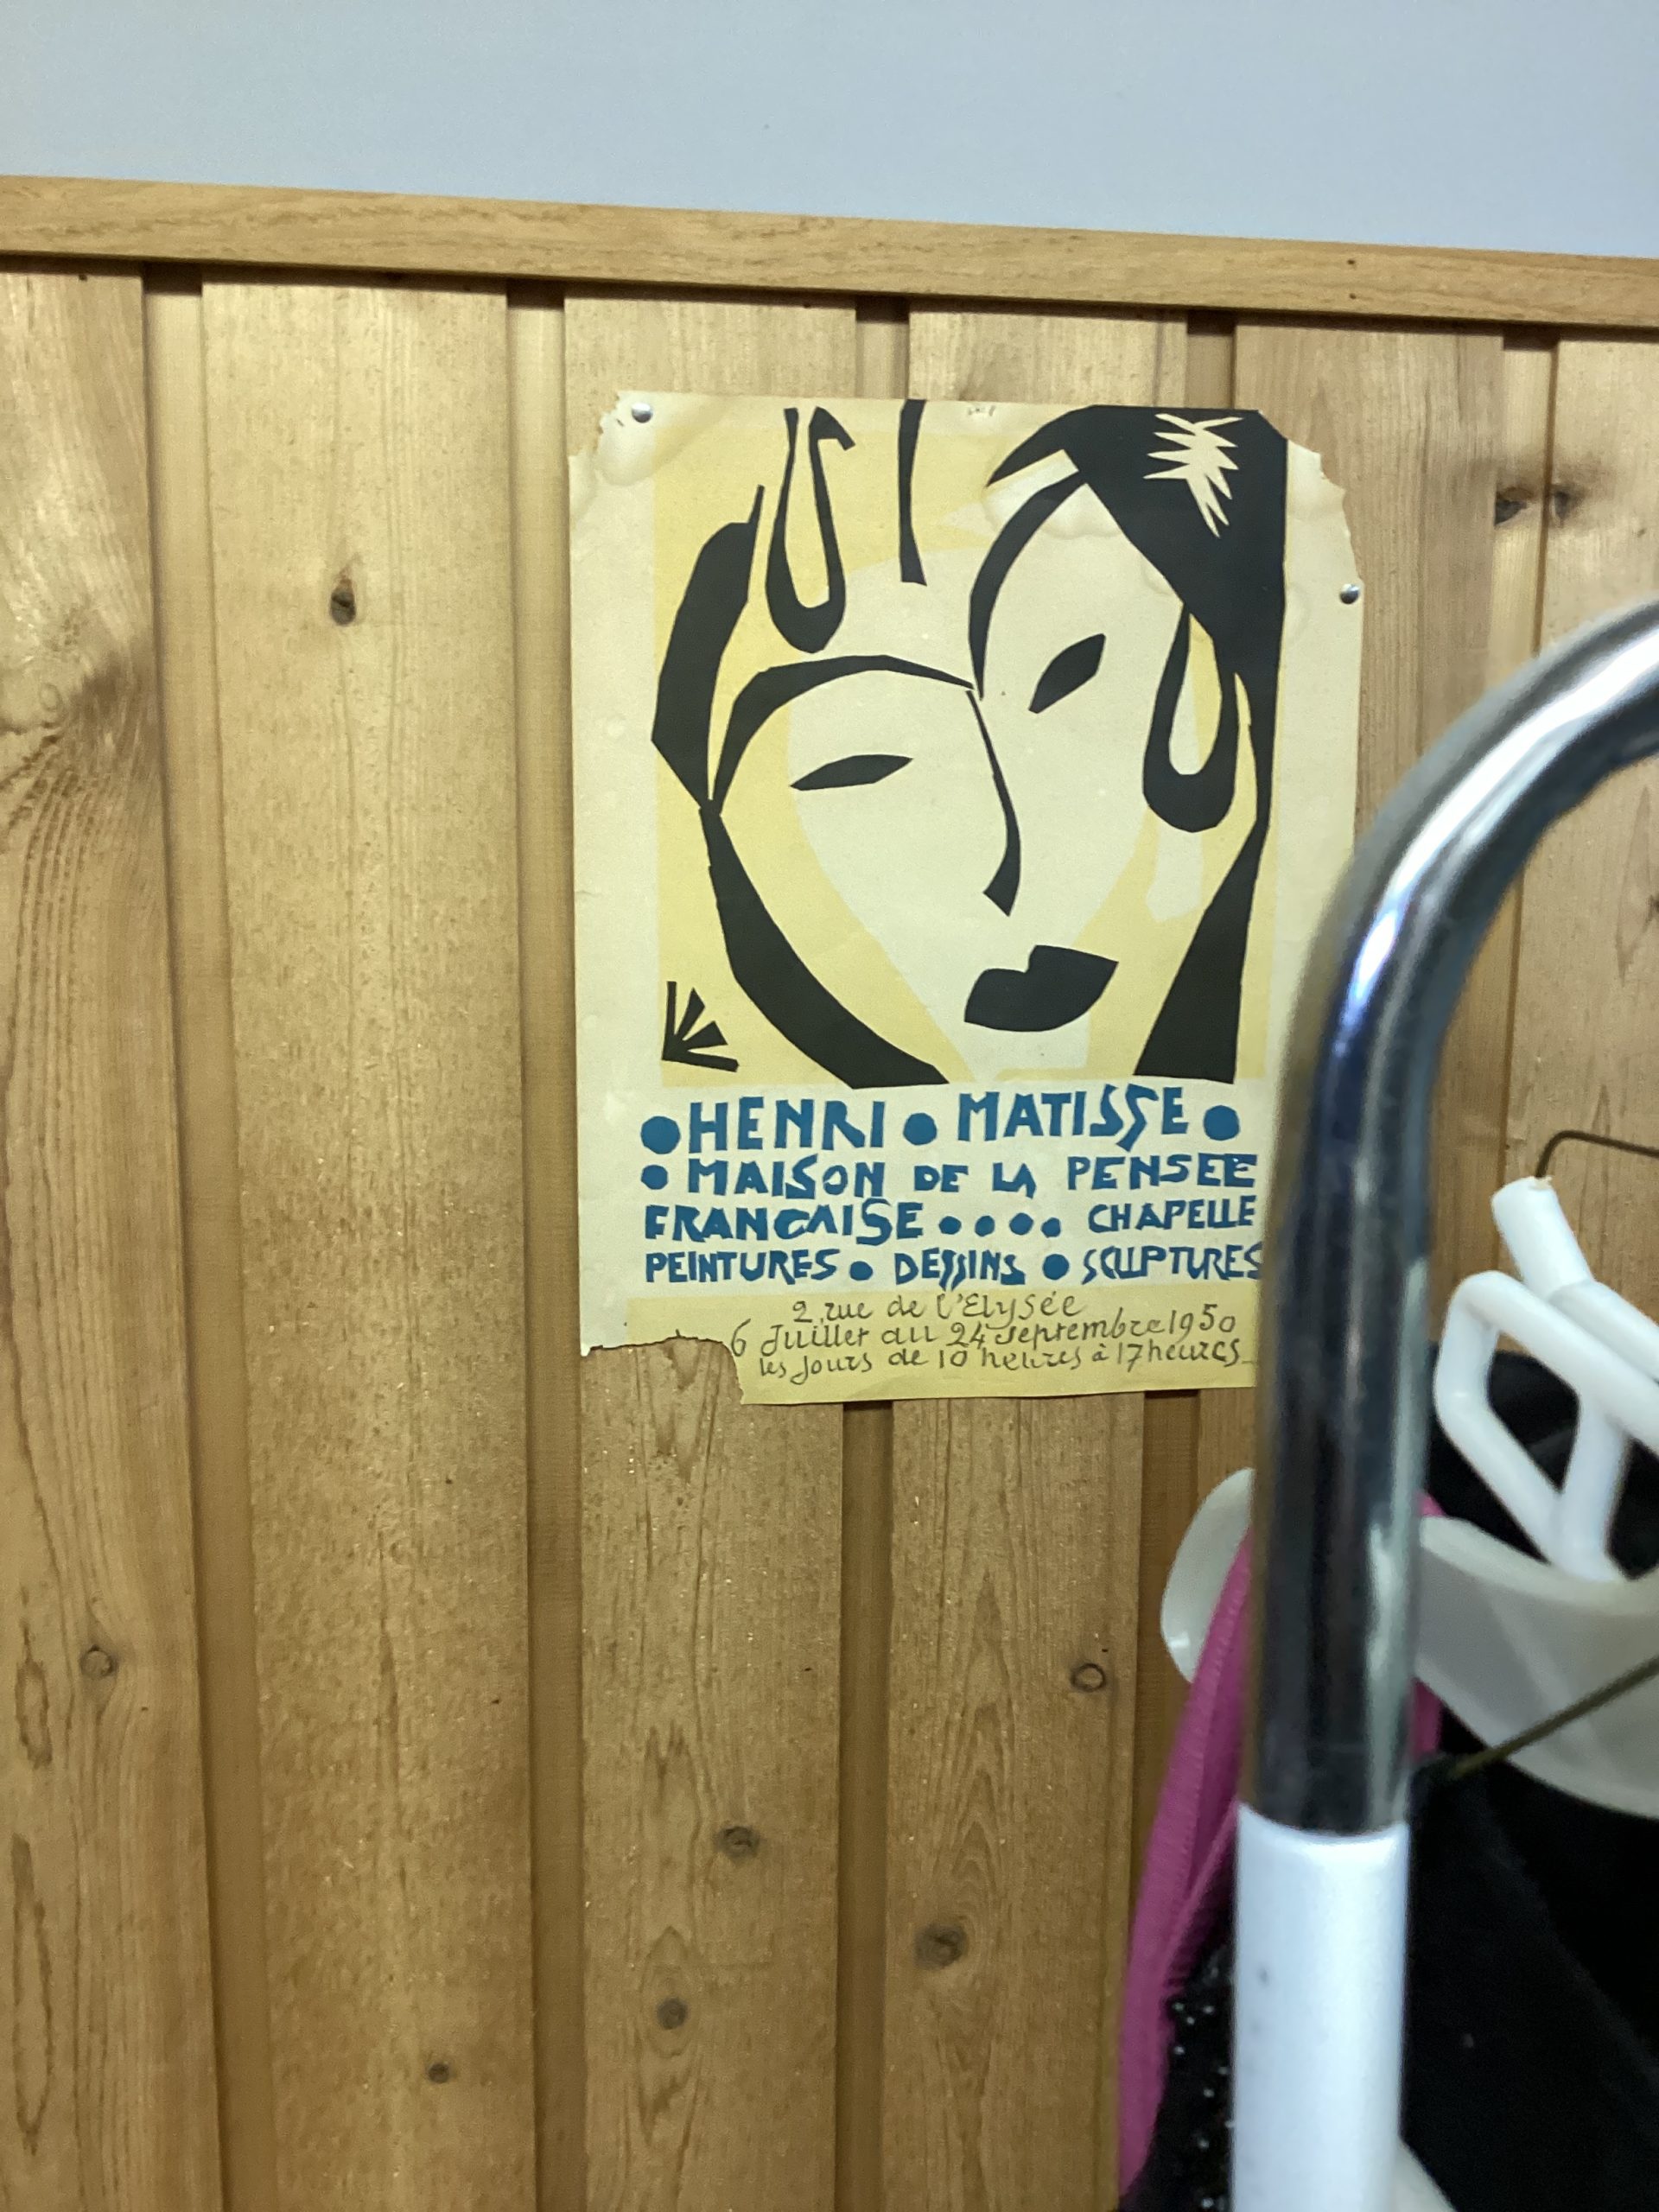 ● HENRI ● MATISSE ●
● MAISON DE LA PENSEE
FRANCAISE ● ● ● ● CHAPELLE
PEINTURES ● DESSINS ● SCULPTURES
2, rue de l'Elysée
6 Juillet au 24 septembre 1950
les jours de 10 heures à 17 heures